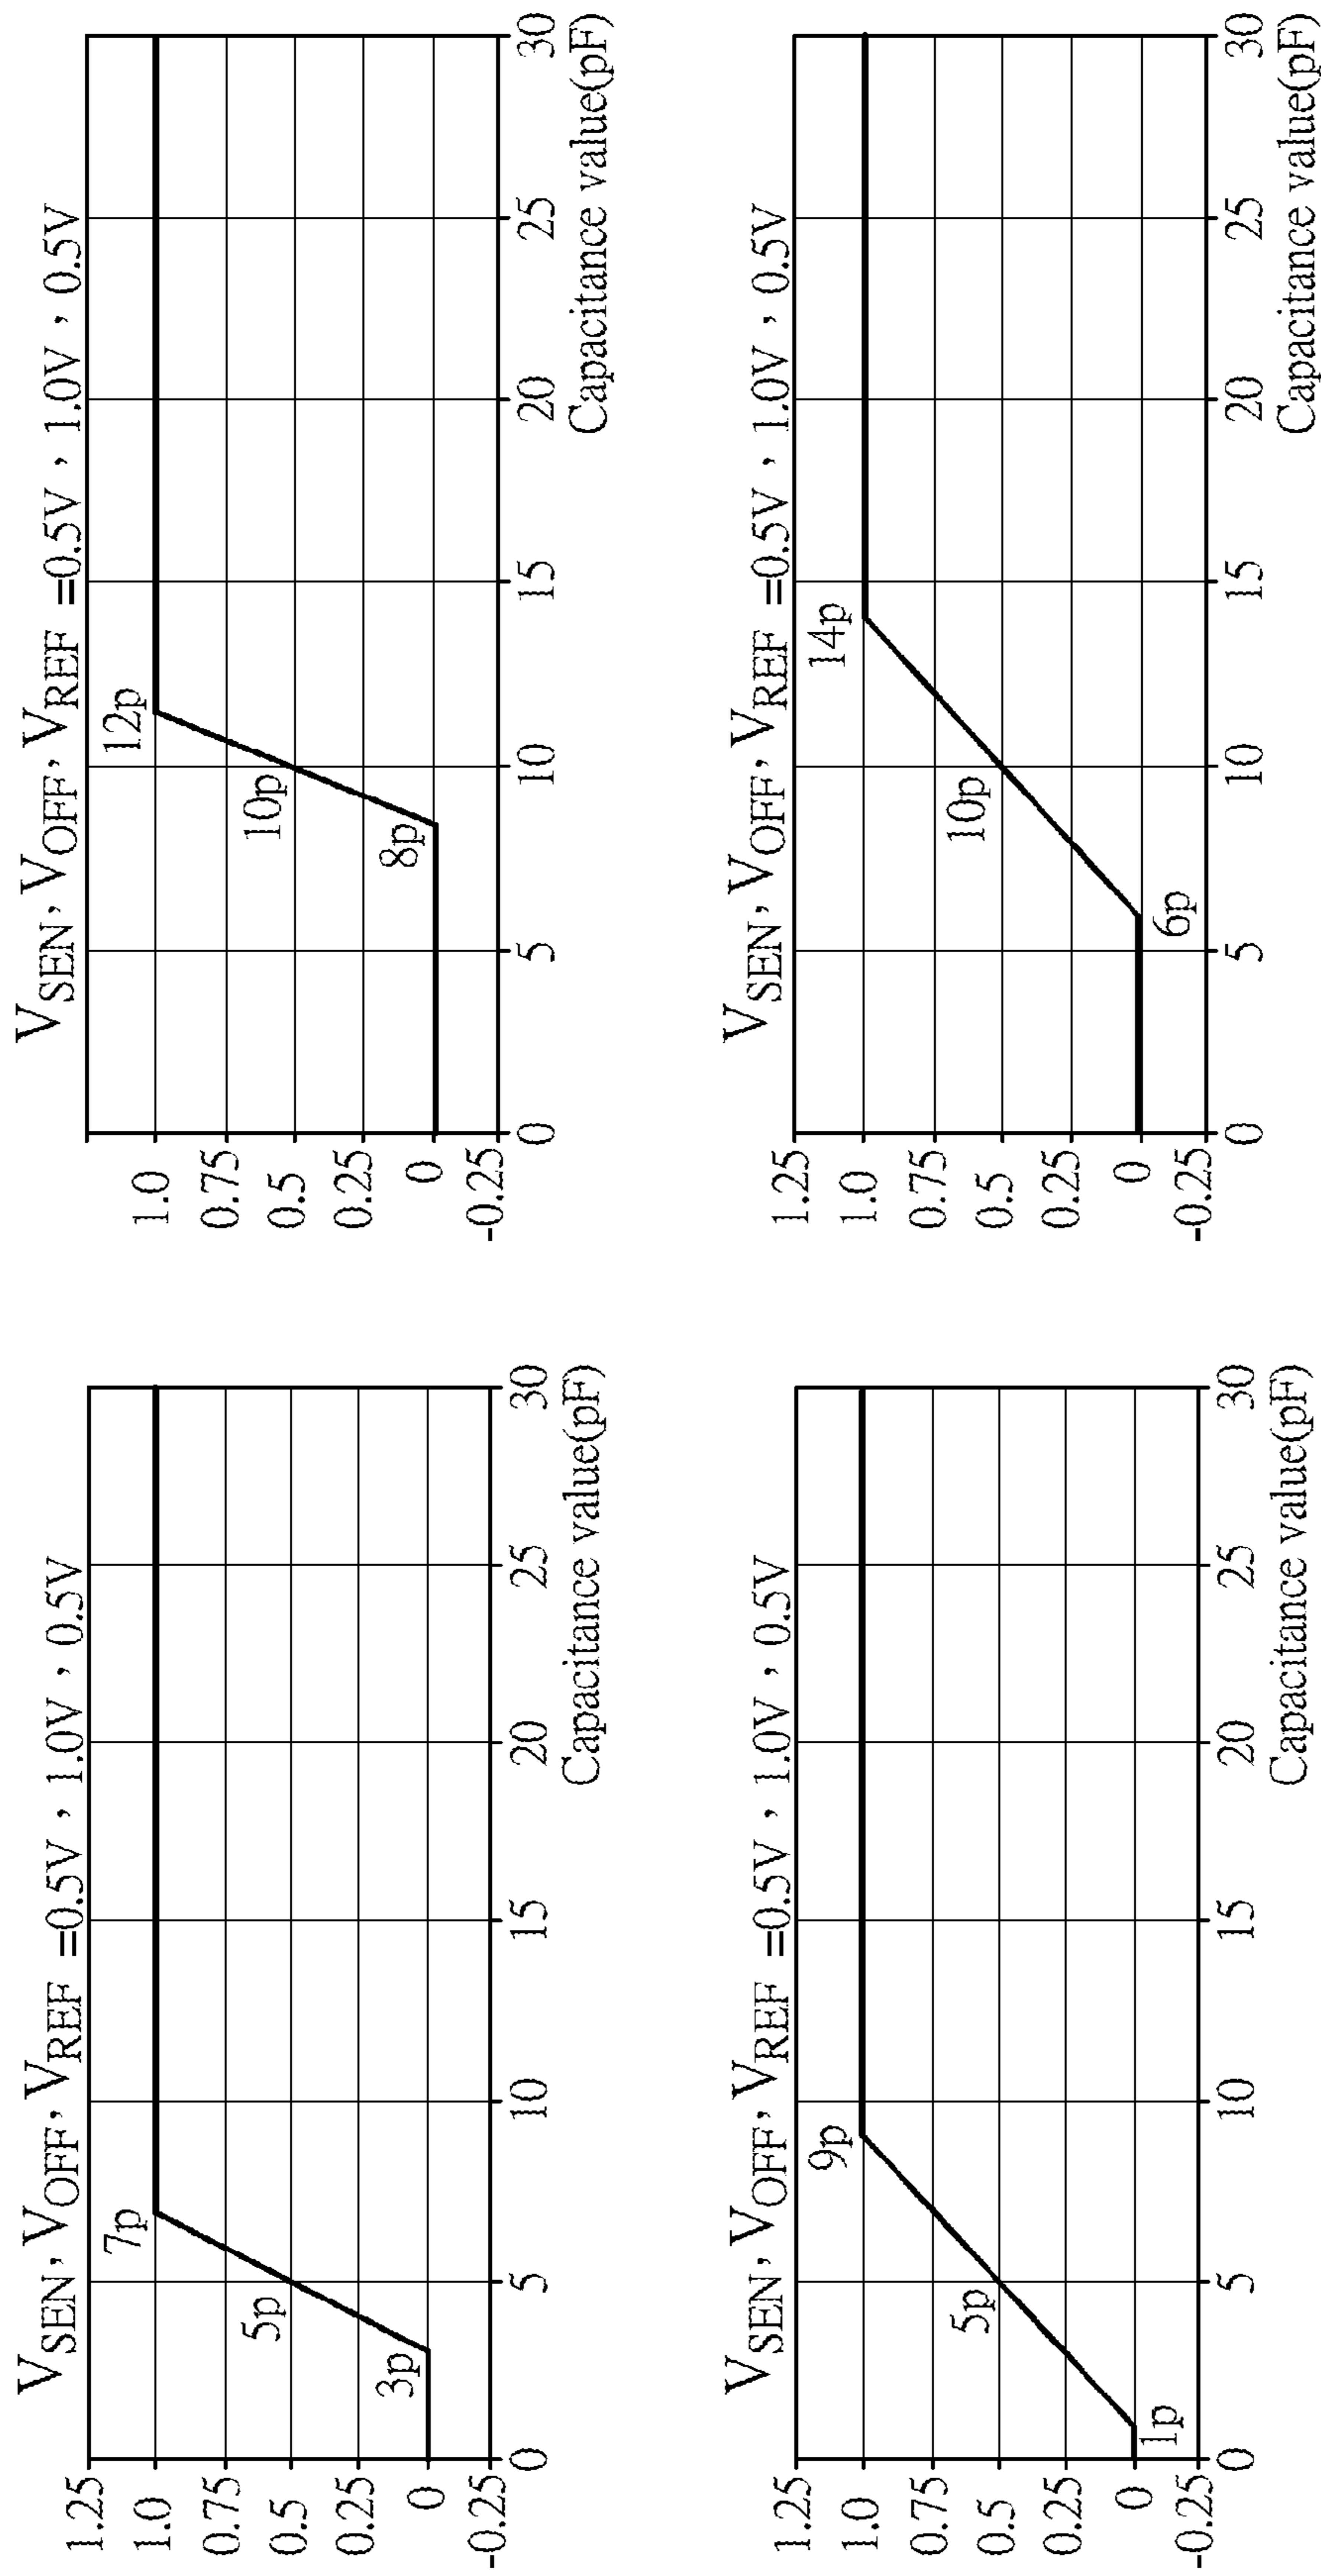 V_SEN, V_OFF, V_REF =0.5V , 1.0V , 0.5V
1.25
1.0
0.75
0.5
0.25
0
-0.25
7p
5p
3p
0 5 10 15 20 25 30
Capacitance value(pF)
V_SEN, V_OFF, V_REF =0.5V , 1.0V , 0.5V
1.0
0.75
0.5
0.25
0
-0.25
12p
10p
8p
0 5 10 15 20 25 30
Capacitance value(pF)
V_SEN, V_OFF, V_REF =0.5V , 1.0V , 0.5V
1.25
1.0
0.75
0.5
0.25
0
-0.25
9p
5p
1p
0 5 10 15 20 25 30
Capacitance value(pF)
V_SEN, V_OFF, V_REF =0.5V , 1.0V , 0.5V
1.25
1.0
0.75
0.5
0.25
0
-0.25
14p
10p
6p
0 5 10 15 20 25 30
Capacitance value(pF)